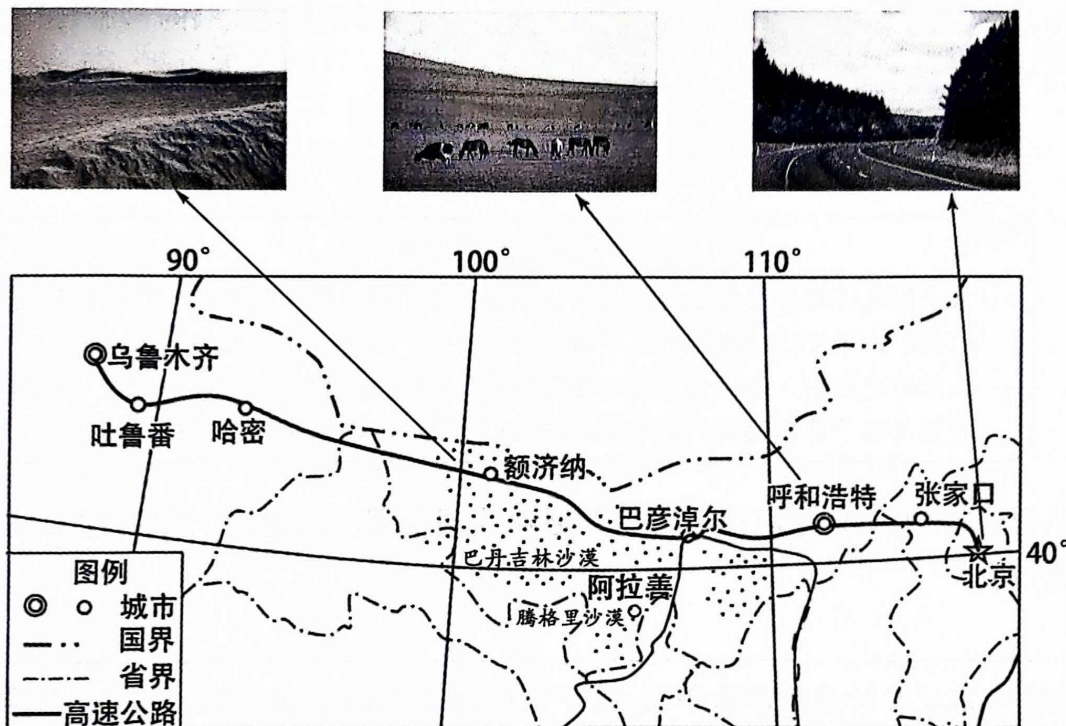 90°
100°
110°
乌鲁木齐
吐鲁番
哈密
额济纳
呼和浩特
张家口
巴彦淖尔
巴丹吉林沙漠
阿拉善
腾格里沙漠
北京
40°
图例
城市
国界
省界
高速公路